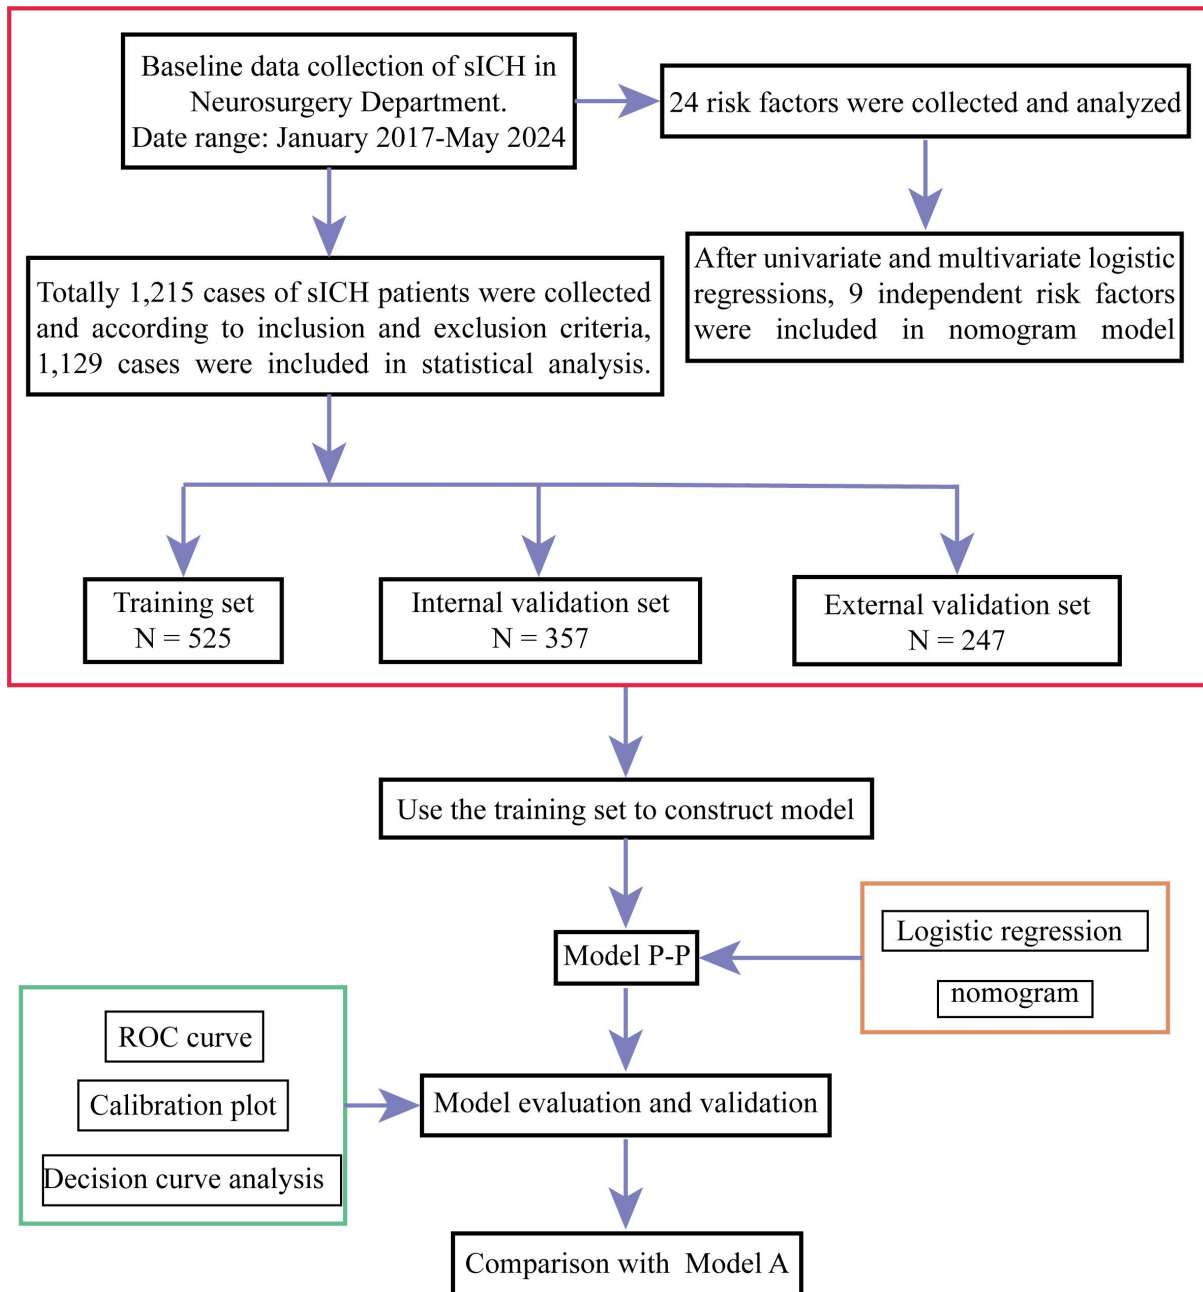 Baseline data collection of sICH in
Neurosurgery Department.
Date range: January 2017-May 2024
24 risk factors were collected and analyzed
Totally 1,215 cases of sICH patients were collected
and according to inclusion and exclusion criteria,
1,129 cases were included in statistical analysis.
After univariate and multivariate logistic
regressions, 9 independent risk factors
were included in nomogram model
Training set
N = 525
Internal validation set
N = 357
External validation set
N = 247
Use the training set to construct model
Model P-P
Logistic regression
nomogram
ROC curve
Calibration plot
Decision curve analysis
Model evaluation and validation
Comparison with Model A